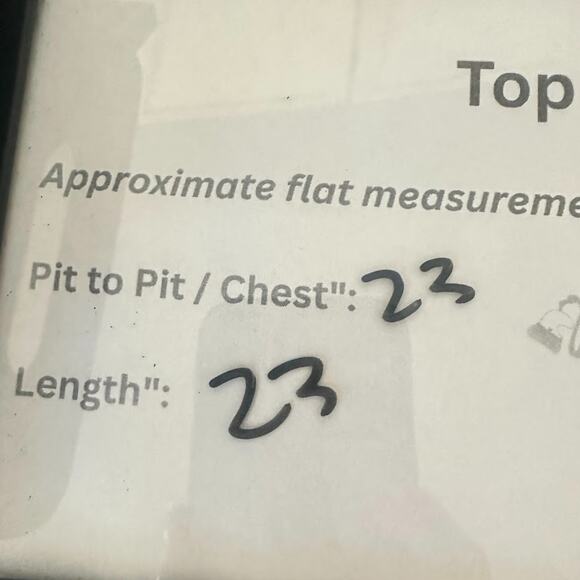 Top
Approximate flat measureme
Pit to Pit / Chest": 23
Length": 23